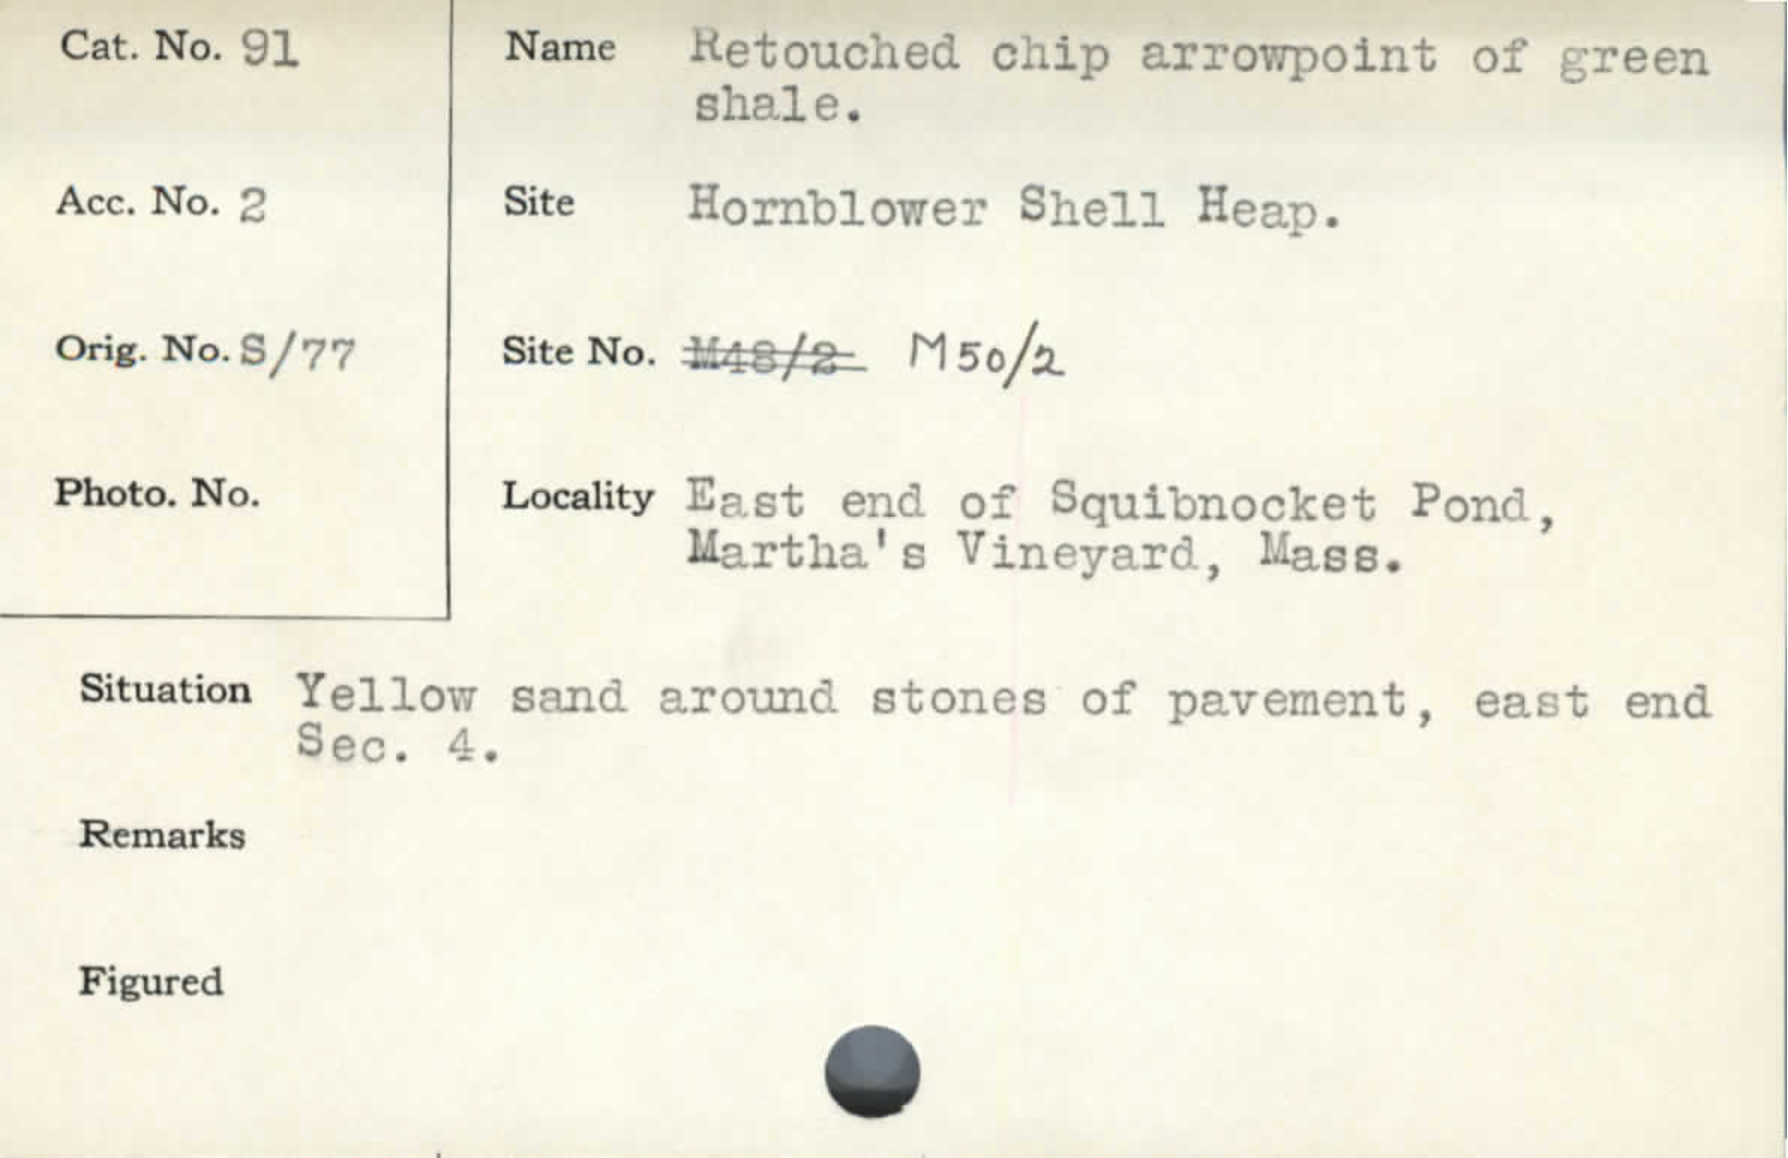 Cat. No. 91
Name Retouched chip arrowpoint of green
shale.
Acc. No. 2
Site Hornblower Shell Heap.
Orig. No. S/77
Site No. M48/2 M50/2
Photo. No.
Locality East end of Squibnocket Pond,
Martha's Vineyard, Mass.
Situation Yellow sand around stones of pavement, east end
Sec. 4.
Remarks
Figured